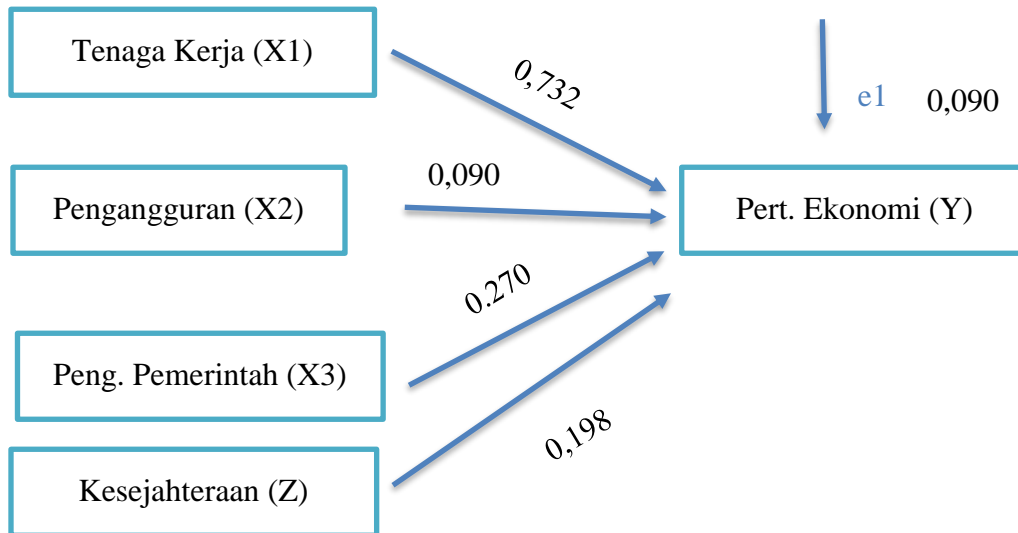 Tenaga Kerja (X1)
0,732
e1
0,090
0,090
Pengangguran (X2)
Pert. Ekonomi (Y)
0.270
Peng. Pemerintah (X3)
0,198
Kesejahteraan (Z)